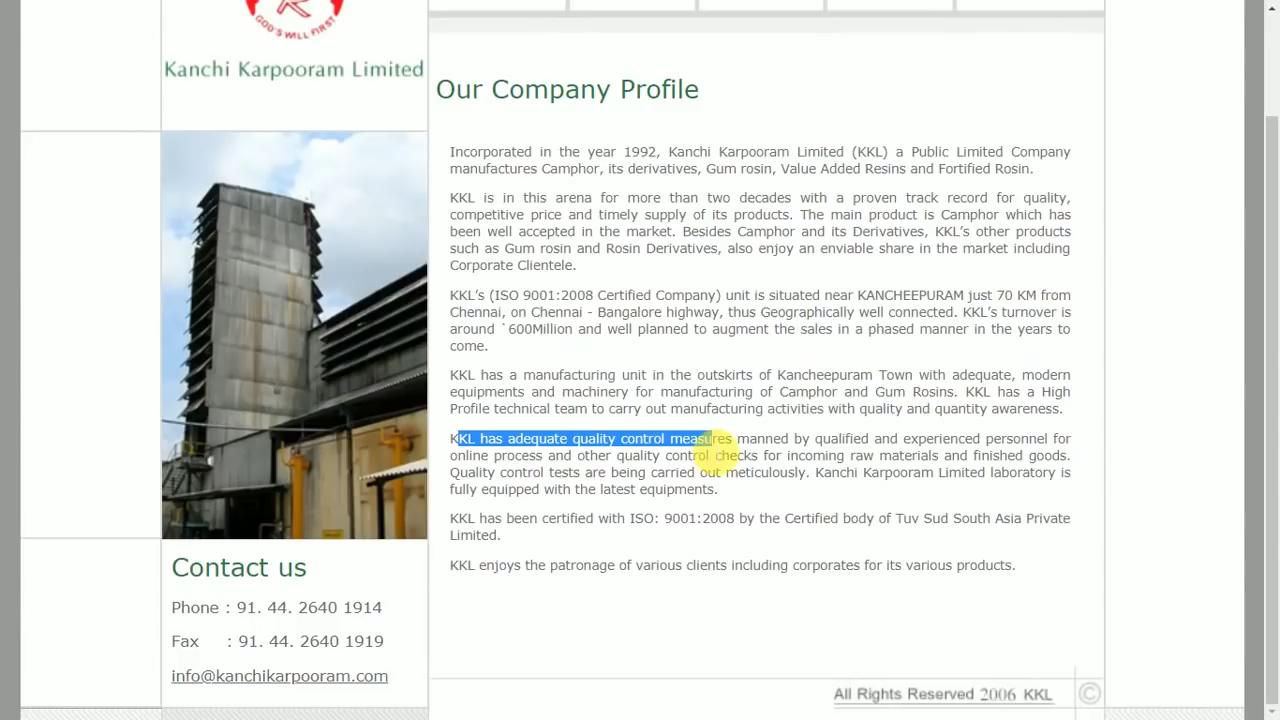 GOD'S WILL FIRST
Kanchi Karpooram Limited
Our Company Profile
Incorporated in the year 1992, Kanchi Karpooram Limited (KKL) a Public Limited Company
manufactures Camphor, its derivatives, Gum rosin, Value Added Resins and Fortified Rosin.
KKL is in this arena for more than two decades with a proven track record for quality,
competitive price and timely supply of its products. The main product is Camphor which has
been well accepted in the market. Besides Camphor and its Derivatives, KKL's other products
such as Gum rosin and Rosin Derivatives, also enjoy an enviable share in the market including
Corporate Clientele.
KKL's (ISO 9001:2008 Certified Company) unit is situated near KANCHEEPURAM just 70 KM from
Chennai, on Chennai - Bangalore highway, thus Geographically well connected. KKL's turnover is
around `600Million and well planned to augment the sales in a phased manner in the years to
come.
KKL has a manufacturing unit in the outskirts of Kancheepuram Town with adequate, modern
equipments and machinery for manufacturing of Camphor and Gum Rosins. KKL has a High
Profile technical team to carry out manufacturing activities with quality and quantity awareness.
KKL has adequate quality control measures manned by qualified and experienced personnel for
online process and other quality control checks for incoming raw materials and finished goods.
Quality control tests are being carried out meticulously. Kanchi Karpooram Limited laboratory is
fully equipped with the latest equipments.
KKL has been certified with ISO: 9001:2008 by the Certified body of Tuv Sud South Asia Private
Limited.
KKL enjoys the patronage of various clients including corporates for its various products.
Contact us
Phone : 91. 44. 2640 1914
Fax : 91. 44. 2640 1919
info@kanchikarpooram.com
All Rights Reserved 2006 KKL ©